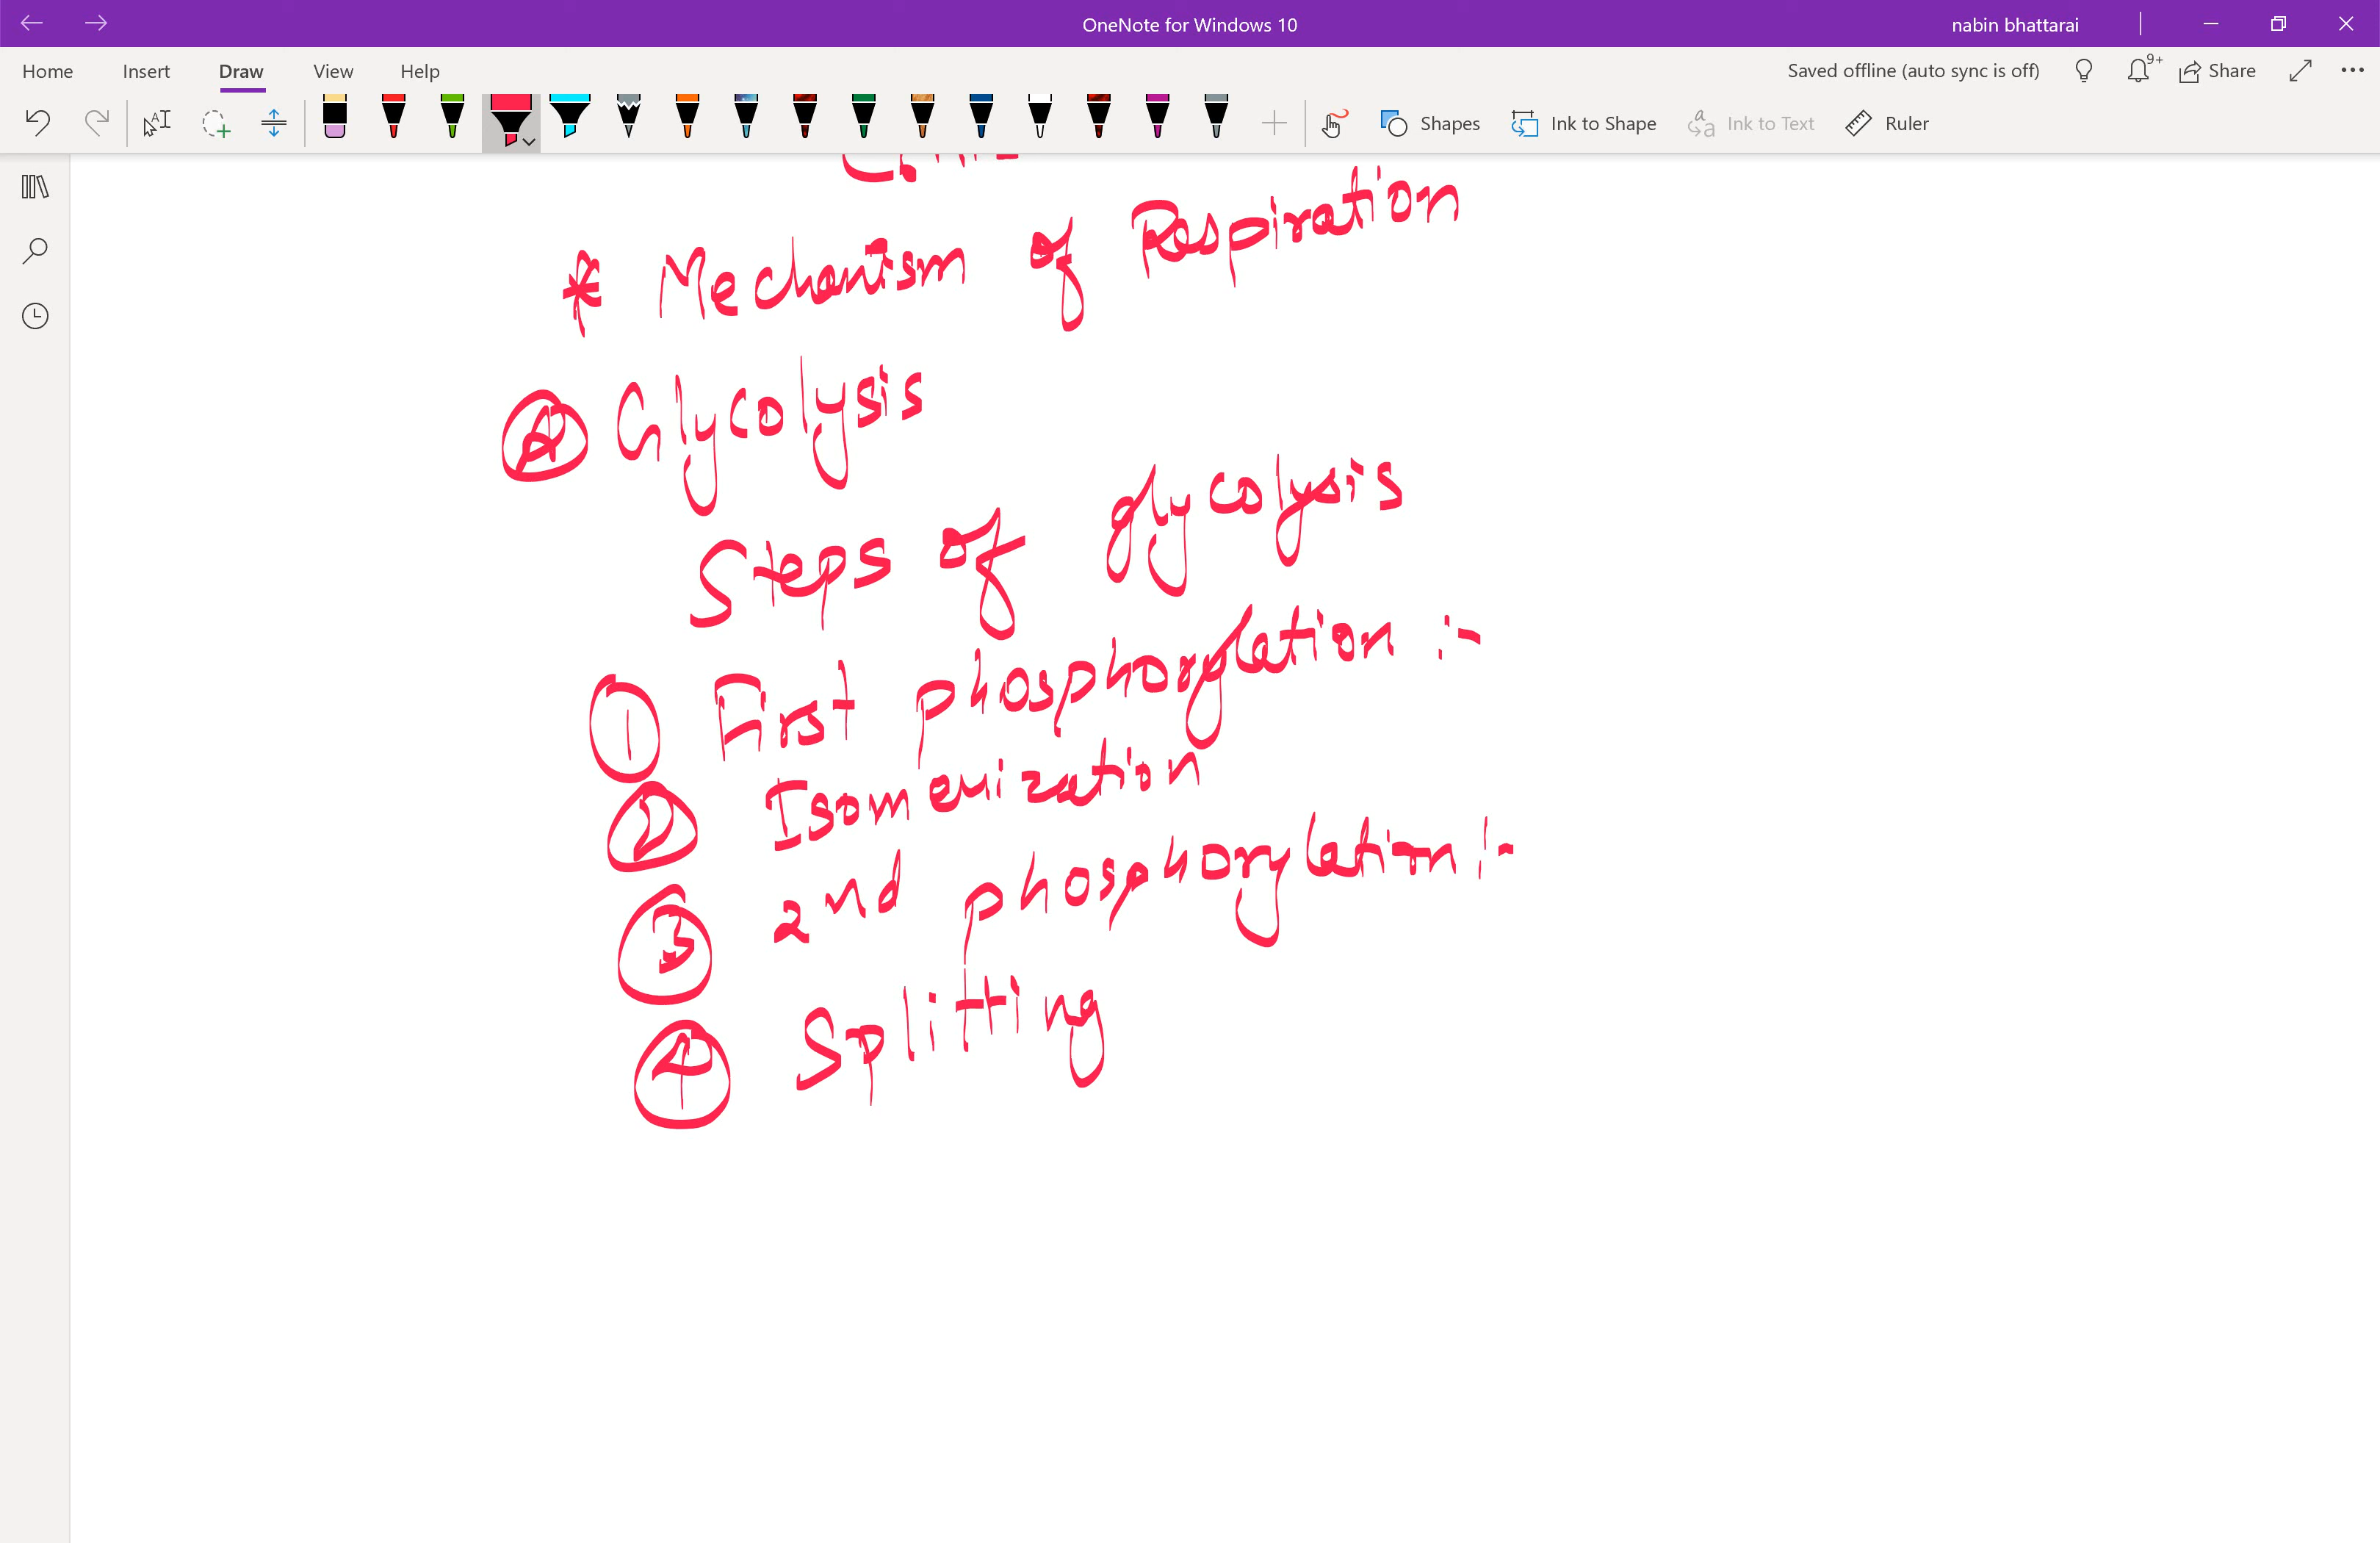 OneNote for Windows 10
nabin bhattarai
Home Insert Draw View Help
Saved offline (auto sync is off)
9+
Share
Shapes
Ink to Shape
Ink to Text
Ruler
* Mechanism of Respiration
Ⓐ Glycolysis
Steps of glycolysis
① First phosphorylation :-
② Isomerization
③ 2nd phosphorylation :-
④ Splitting